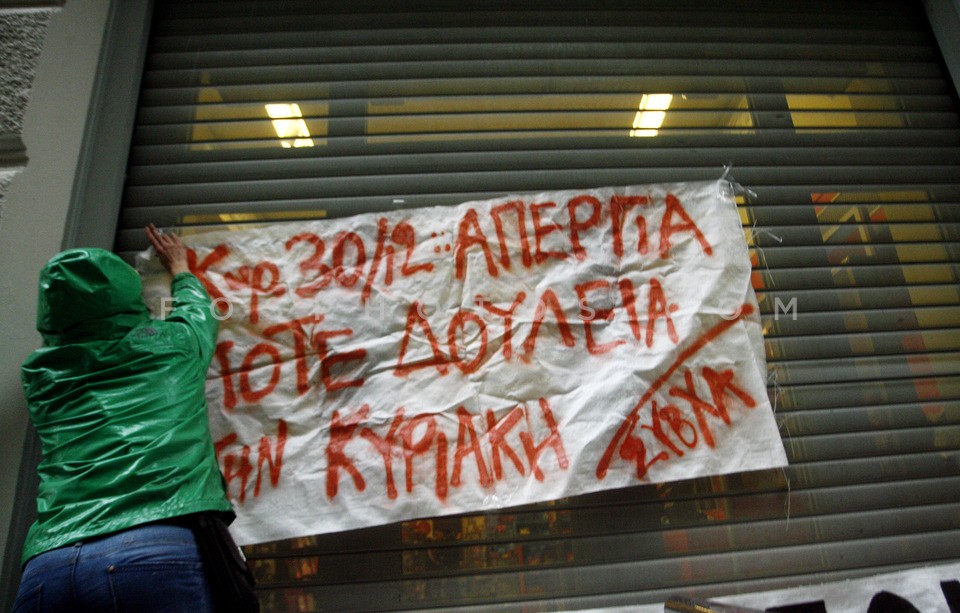 Κυρ 30/12 :: ΑΠΕΡΓΙΑ
ΠΟΤΕ ΔΟΥΛΕΙΑ
ΤΗΝ ΚΥΡΙΑΚΗ
ΣΥΒΧΑ